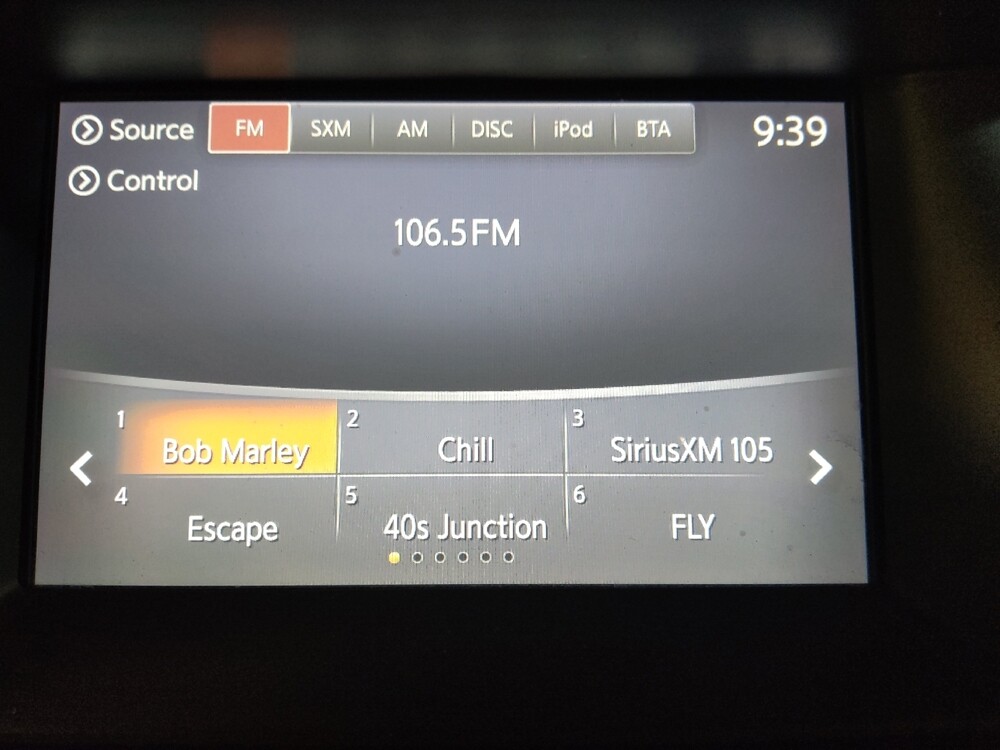 Source FM SXM AM DISC iPod BTA 9:39
Control
106.5FM
1 Bob Marley 2 Chill 3 SiriusXM 105
4 Escape 5 40s Junction 6 FLY